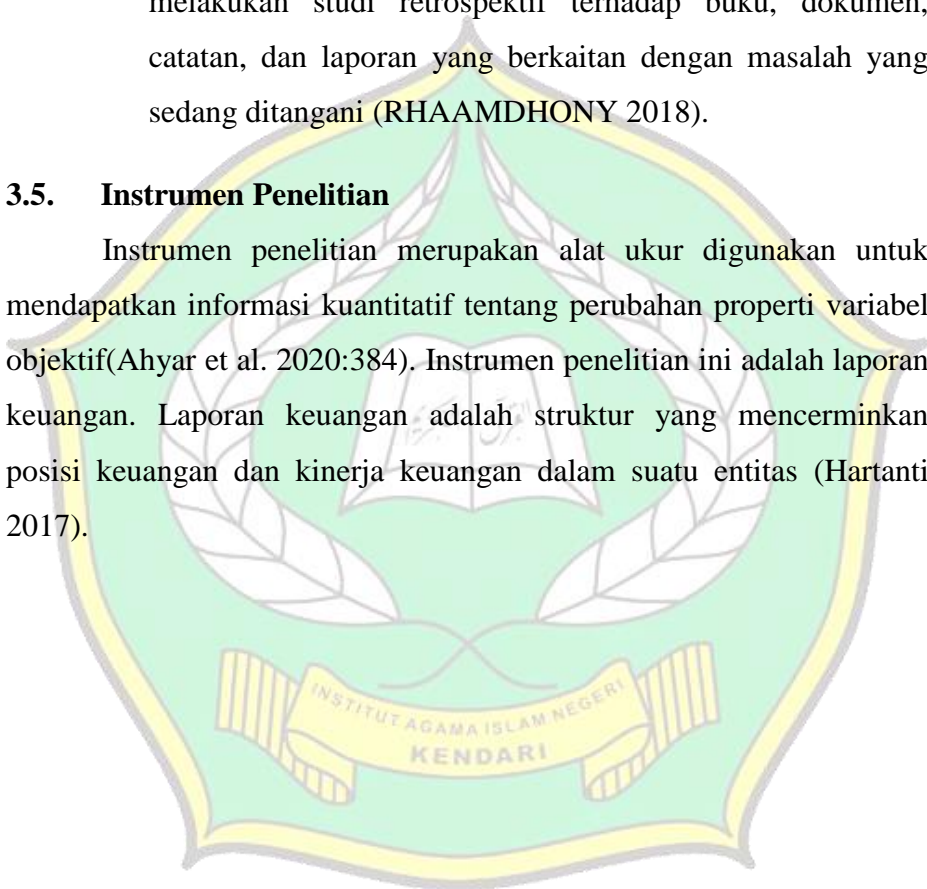 melakukan studi retrospektif terhadap buku, dokumen,
catatan, dan laporan yang berkaitan dengan masalah yang
sedang ditangani (RHAAMDHONY 2018).
3.5. Instrumen Penelitian
Instrumen penelitian merupakan alat ukur digunakan untuk
mendapatkan informasi kuantitatif tentang perubahan properti variabel
objektif(Ahyar et al. 2020:384). Instrumen penelitian ini adalah laporan
keuangan. Laporan keuangan adalah struktur yang mencerminkan
posisi keuangan dan kinerja keuangan dalam suatu entitas (Hartanti
2017).
INSTITUT AGAMA ISLAM NEGERI
KENDARI